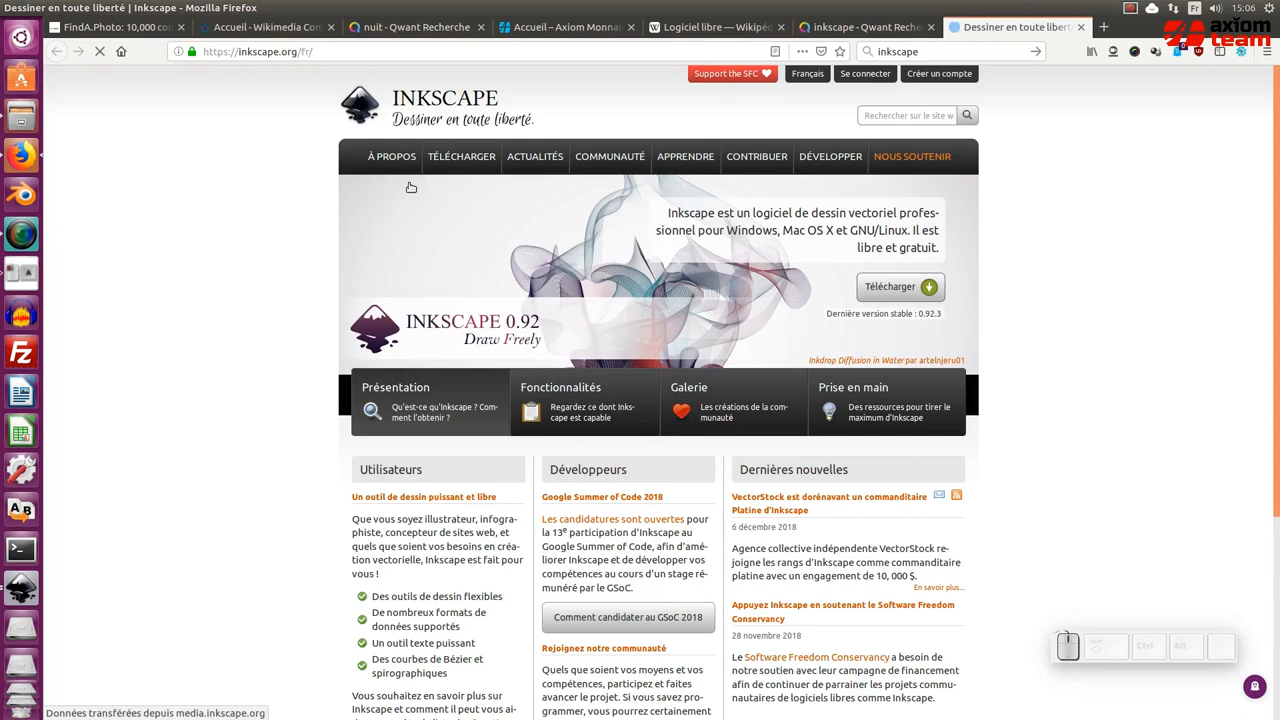 Dessiner en toute liberté | Inkscape - Mozilla Firefox
Fr
15:06
FindA.Photo: 10,000 co
Accueil - Wikimedia Com
nuit - Qwant Recherche
Accueil – Axiom Monnai
Logiciel libre — Wikipéd
inkscape - Qwant Reche
Dessiner en toute liberté
axiom
team
https://inkscape.org/fr/
inkscape
Support the SFC
Français
Se connecter
Créer un compte
INKSCAPE
Dessiner en toute liberté.
Rechercher sur le site w
À PROPOS
TÉLÉCHARGER
ACTUALITÉS
COMMUNAUTÉ
APPRENDRE
CONTRIBUER
DÉVELOPPER
NOUS SOUTENIR
Inkscape est un logiciel de dessin vectoriel profes-
sionnel pour Windows, Mac OS X et GNU/Linux. Il est
libre et gratuit.
Télécharger
Dernière version stable : 0.92.3
INKSCAPE 0.92
Draw Freely
Inkdrop Diffusion in Water par artelnjeru01
Présentation
Qu'est-ce qu'Inkscape ? Com-
ment l'obtenir ?
Fonctionnalités
Regardez ce dont Inks-
cape est capable
Galerie
Les créations de la com-
munauté
Prise en main
Des ressources pour tirer le
maximum d'Inkscape
Utilisateurs
Un outil de dessin puissant et libre
Que vous soyez illustrateur, infogra-
phiste, concepteur de sites web, et
quels que soient vos besoins en créa-
tion vectorielle, Inkscape est fait pour
vous !
Des outils de dessin flexibles
De nombreux formats de
données supportés
Un outil texte puissant
Des courbes de Bézier et
spirographiques
Vous souhaitez en savoir plus sur
Inkscape et comment il peut vous ai-
Développeurs
Google Summer of Code 2018
Les candidatures sont ouvertes pour
la 13e participation d'Inkscape au
Google Summer of Code, afin d'amé-
liorer Inkscape et de développer vos
compétences au cours d'un stage ré-
munéré par le GSoC.
Comment candidater au GSoC 2018
Rejoignez notre communauté
Quels que soient vos moyens et vos
compétences, participez et faites
avancer le projet. Si vous savez pro-
grammer, vous pourrez certainement
Dernières nouvelles
VectorStock est dorénavant un commanditaire
Platine d'Inkscape
6 décembre 2018
Agence collective indépendante VectorStock re-
joigne les rangs d'Inkscape comme commanditaire
platine avec un engagement de 10, 000 $.
En savoir plus...
Appuyez Inkscape en soutenant le Software Freedom
Conservancy
28 novembre 2018
Le Software Freedom Conservancy a besoin de
notre soutien avec leur campagne de financement
afin de continuer de parrainer les projets commu-
nautaires de logiciels libres comme Inkscape.
Ctrl
Alt
Données transférées depuis media.inkscape.org